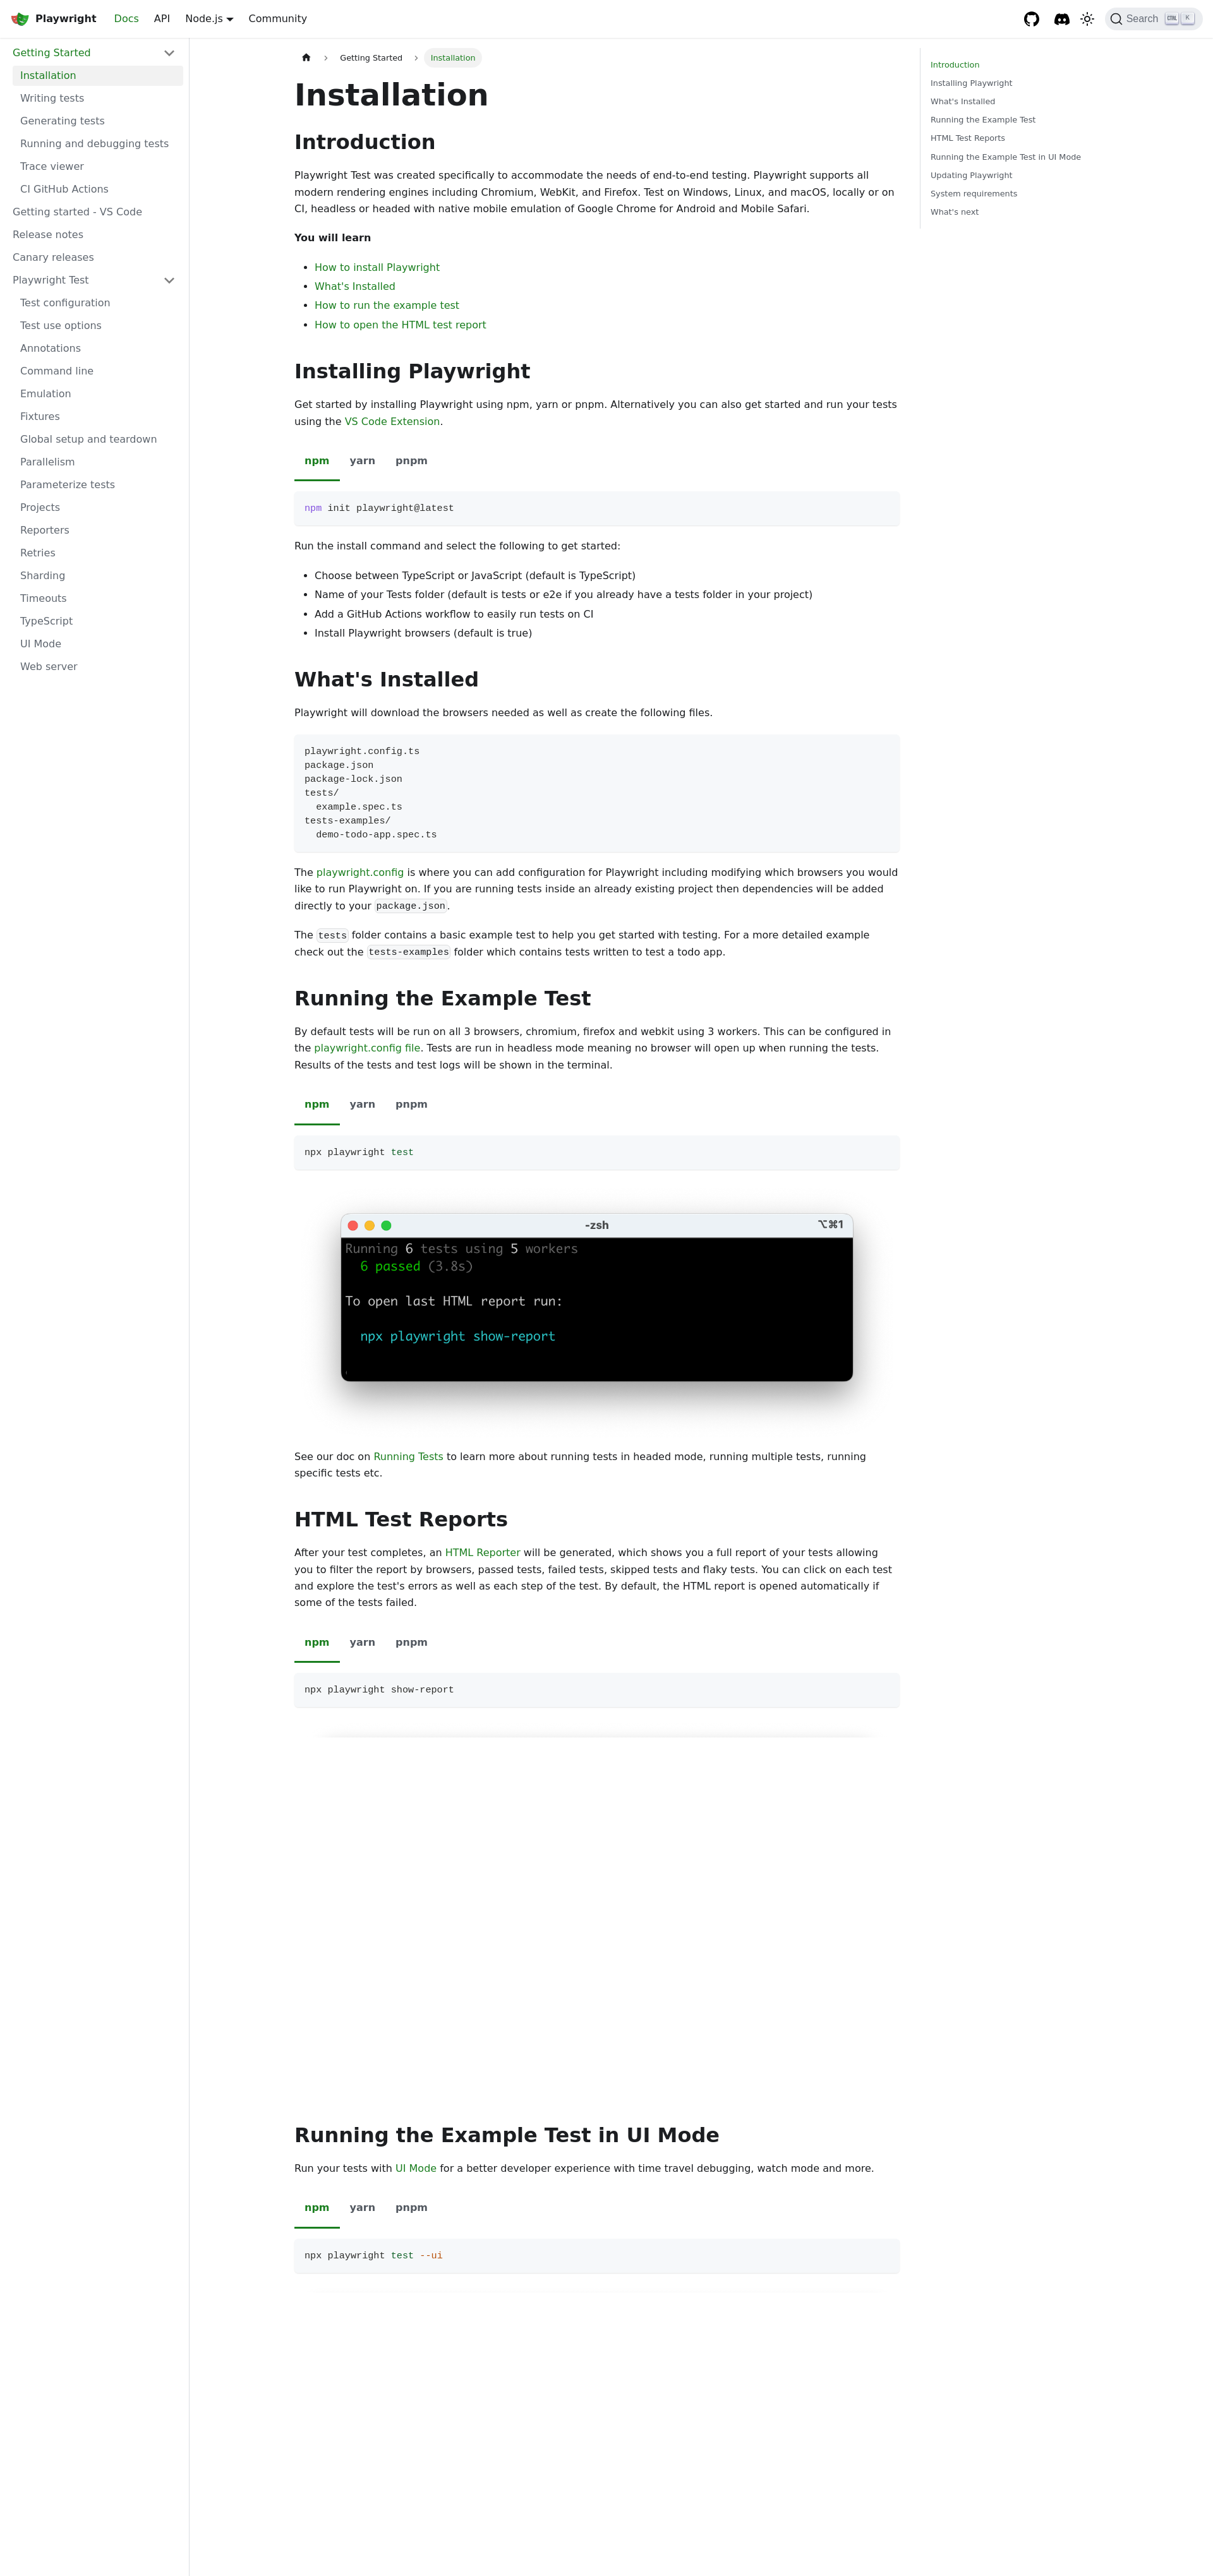 Playwright
Docs
API
Node.js
Community
Search
CTRL
K
Getting Started
Installation
Writing tests
Generating tests
Running and debugging tests
Trace viewer
CI GitHub Actions
Getting started - VS Code
Release notes
Canary releases
Playwright Test
Test configuration
Test use options
Annotations
Command line
Emulation
Fixtures
Global setup and teardown
Parallelism
Parameterize tests
Projects
Reporters
Retries
Sharding
Timeouts
TypeScript
UI Mode
Web server
Getting Started
Installation
Installation
Introduction
Playwright Test was created specifically to accommodate the needs of end-to-end testing. Playwright supports all
modern rendering engines including Chromium, WebKit, and Firefox. Test on Windows, Linux, and macOS, locally or on
CI, headless or headed with native mobile emulation of Google Chrome for Android and Mobile Safari.
You will learn
How to install Playwright
What's Installed
How to run the example test
How to open the HTML test report
Installing Playwright
Get started by installing Playwright using npm, yarn or pnpm. Alternatively you can also get started and run your tests
using the VS Code Extension.
npm yarn pnpm
npm init playwright@latest
Run the install command and select the following to get started:
Choose between TypeScript or JavaScript (default is TypeScript)
Name of your Tests folder (default is tests or e2e if you already have a tests folder in your project)
Add a GitHub Actions workflow to easily run tests on CI
Install Playwright browsers (default is true)
What's Installed
Playwright will download the browsers needed as well as create the following files.
playwright.config.ts
package.json
package-lock.json
tests/
example.spec.ts
tests-examples/
demo-todo-app.spec.ts
The playwright.config is where you can add configuration for Playwright including modifying which browsers you would
like to run Playwright on. If you are running tests inside an already existing project then dependencies will be added
directly to your package.json.
The tests folder contains a basic example test to help you get started with testing. For a more detailed example
check out the tests-examples folder which contains tests written to test a todo app.
Running the Example Test
By default tests will be run on all 3 browsers, chromium, firefox and webkit using 3 workers. This can be configured in
the playwright.config file. Tests are run in headless mode meaning no browser will open up when running the tests.
Results of the tests and test logs will be shown in the terminal.
npm yarn pnpm
npx playwright test
-zsh ⌥⌘1
Running 6 tests using 5 workers
6 passed (3.8s)
To open last HTML report run:
npx playwright show-report
See our doc on Running Tests to learn more about running tests in headed mode, running multiple tests, running
specific tests etc.
HTML Test Reports
After your test completes, an HTML Reporter will be generated, which shows you a full report of your tests allowing
you to filter the report by browsers, passed tests, failed tests, skipped tests and flaky tests. You can click on each test
and explore the test's errors as well as each step of the test. By default, the HTML report is opened automatically if
some of the tests failed.
npm yarn pnpm
npx playwright show-report
Running the Example Test in UI Mode
Run your tests with UI Mode for a better developer experience with time travel debugging, watch mode and more.
npm yarn pnpm
npx playwright test --ui
Introduction
Installing Playwright
What's Installed
Running the Example Test
HTML Test Reports
Running the Example Test in UI Mode
Updating Playwright
System requirements
What's next